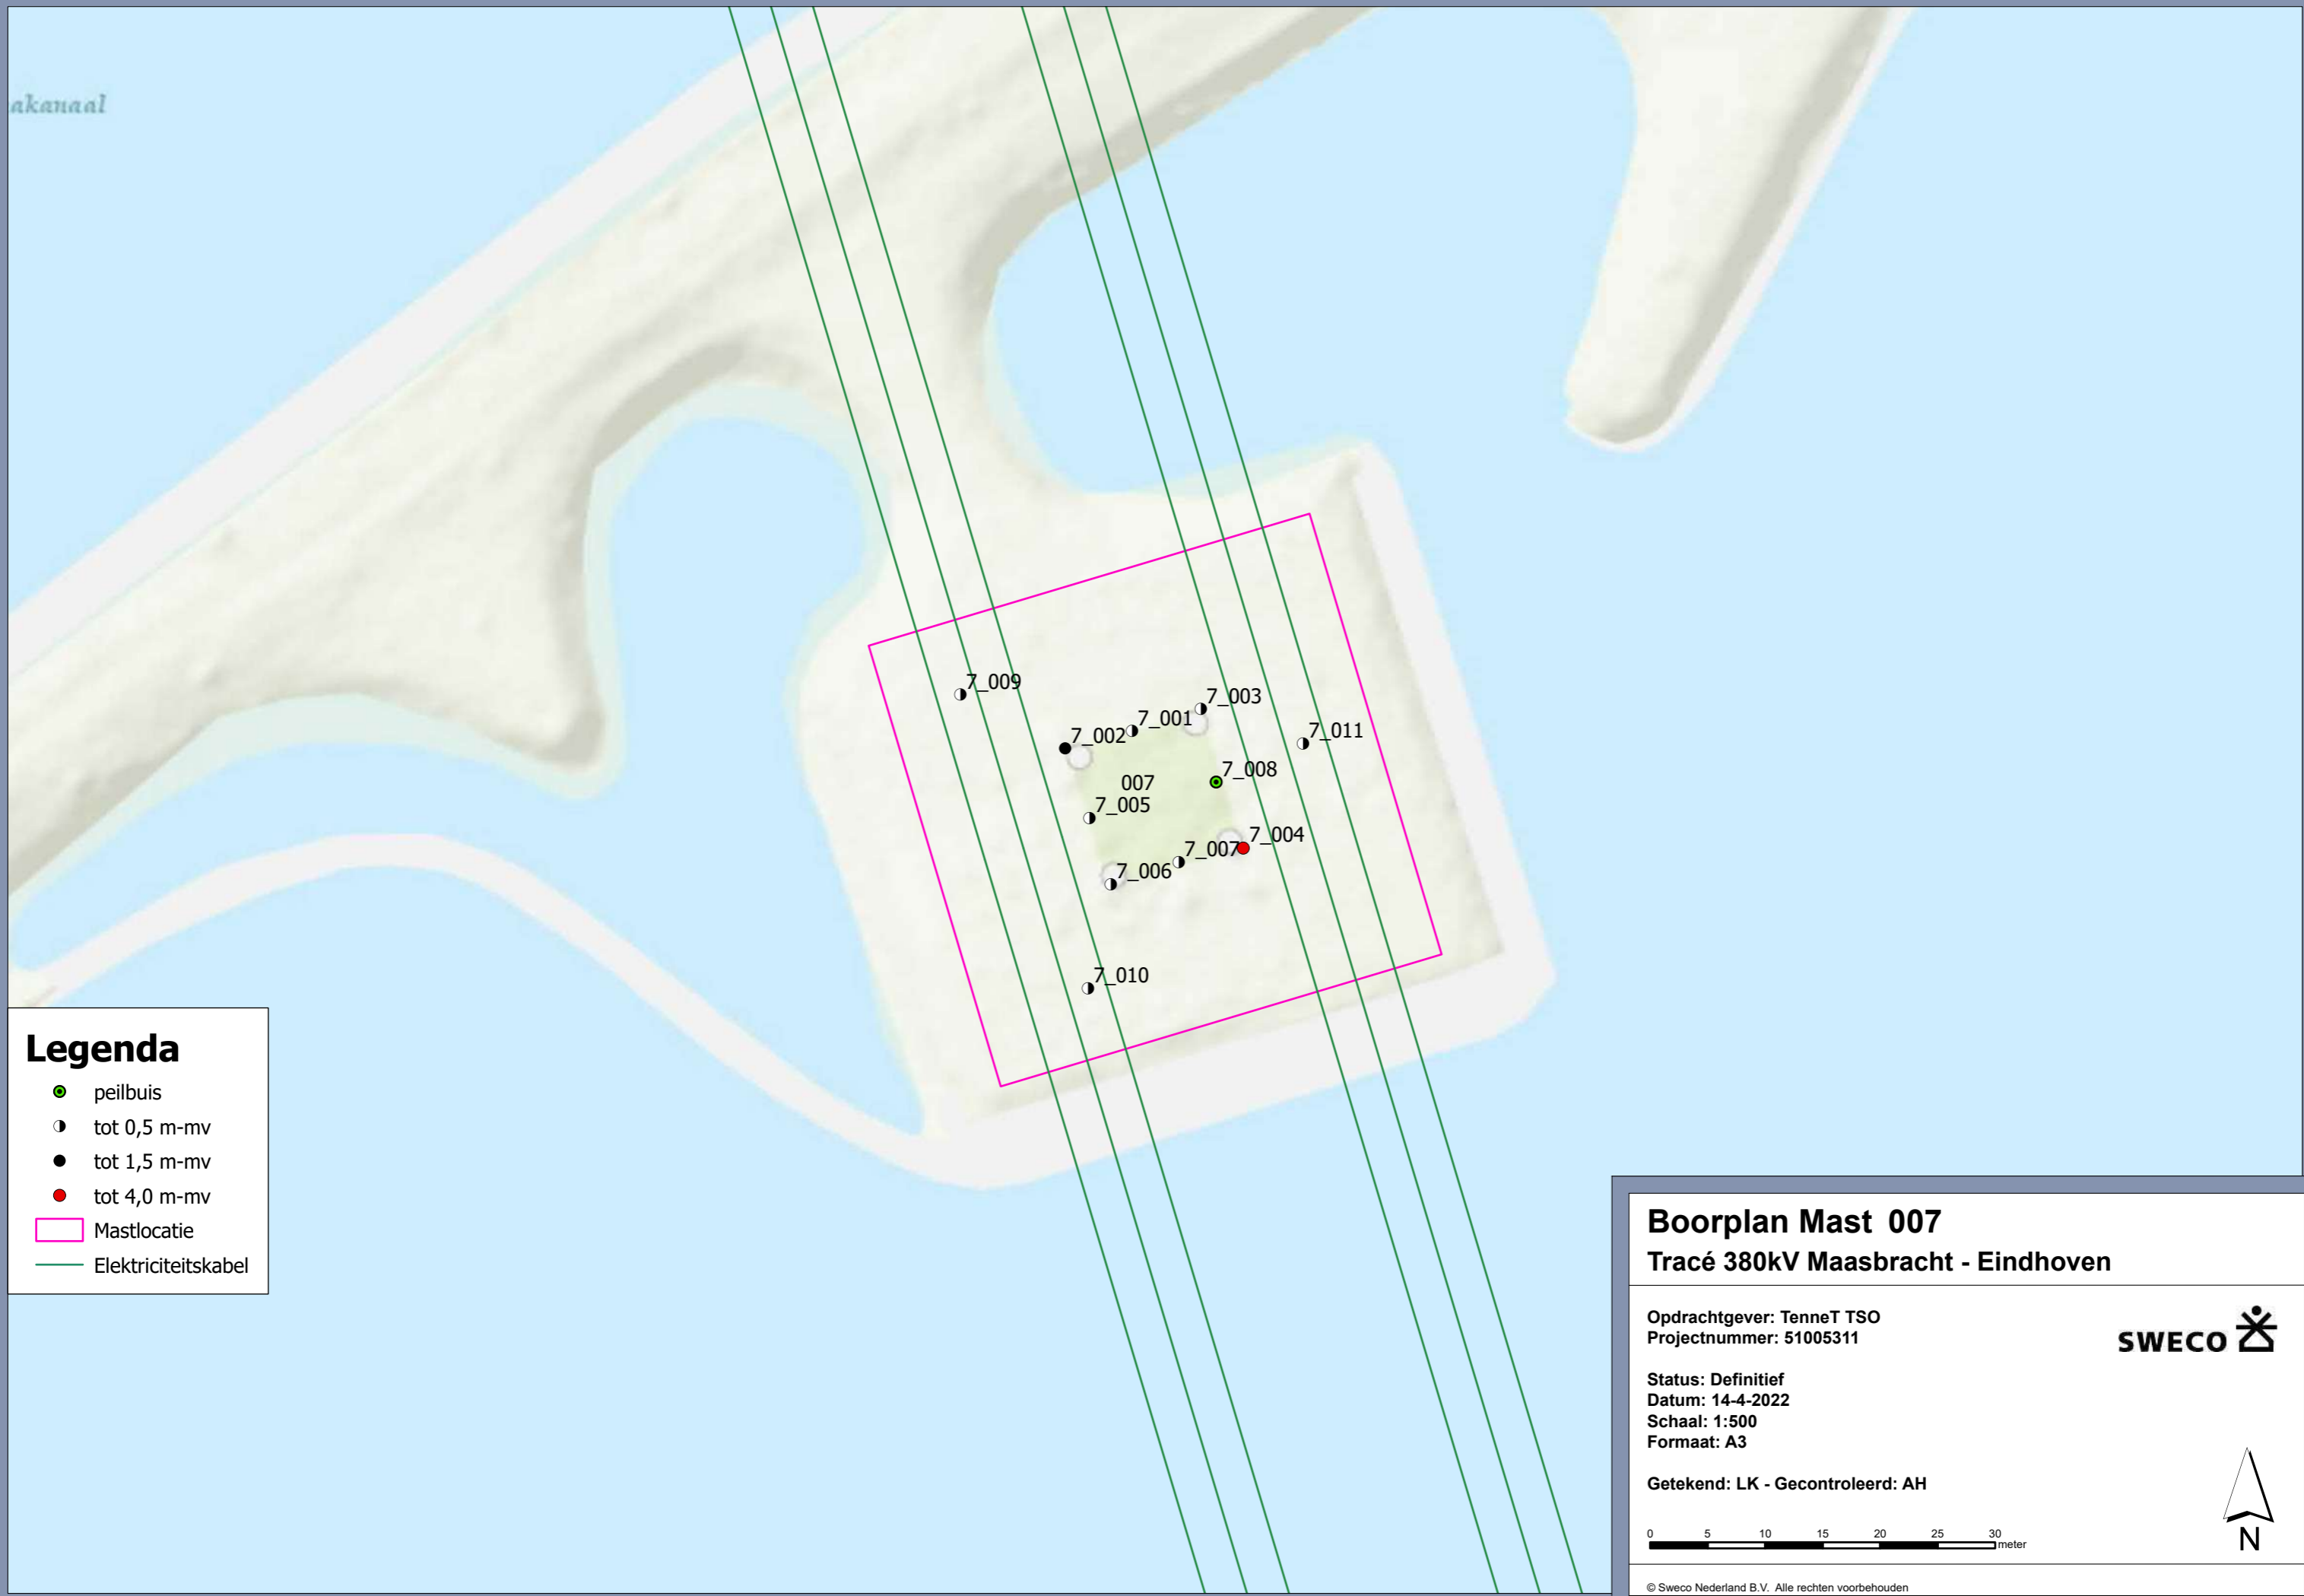 akanaal
7_009
7_003
7_001
7_011
7_002
7_008
007
7_005
7_004
7_007
7_006
7_010
Legenda
peilbuis
tot 0,5 m-mv
tot 1,5 m-mv
tot 4,0 m-mv
Mastlocatie
Elektriciteitskabel
Boorplan Mast 007
Tracé 380kV Maasbracht - Eindhoven
Opdrachtgever: TenneT TSO
Projectnummer: 51005311
SWECO
Status: Definitief
Datum: 14-4-2022
Schaal: 1:500
Formaat: A3
Getekend: LK - Gecontroleerd: AH
0 5 10 15 20 25 30
meter
N
© Sweco Nederland B.V. Alle rechten voorbehouden